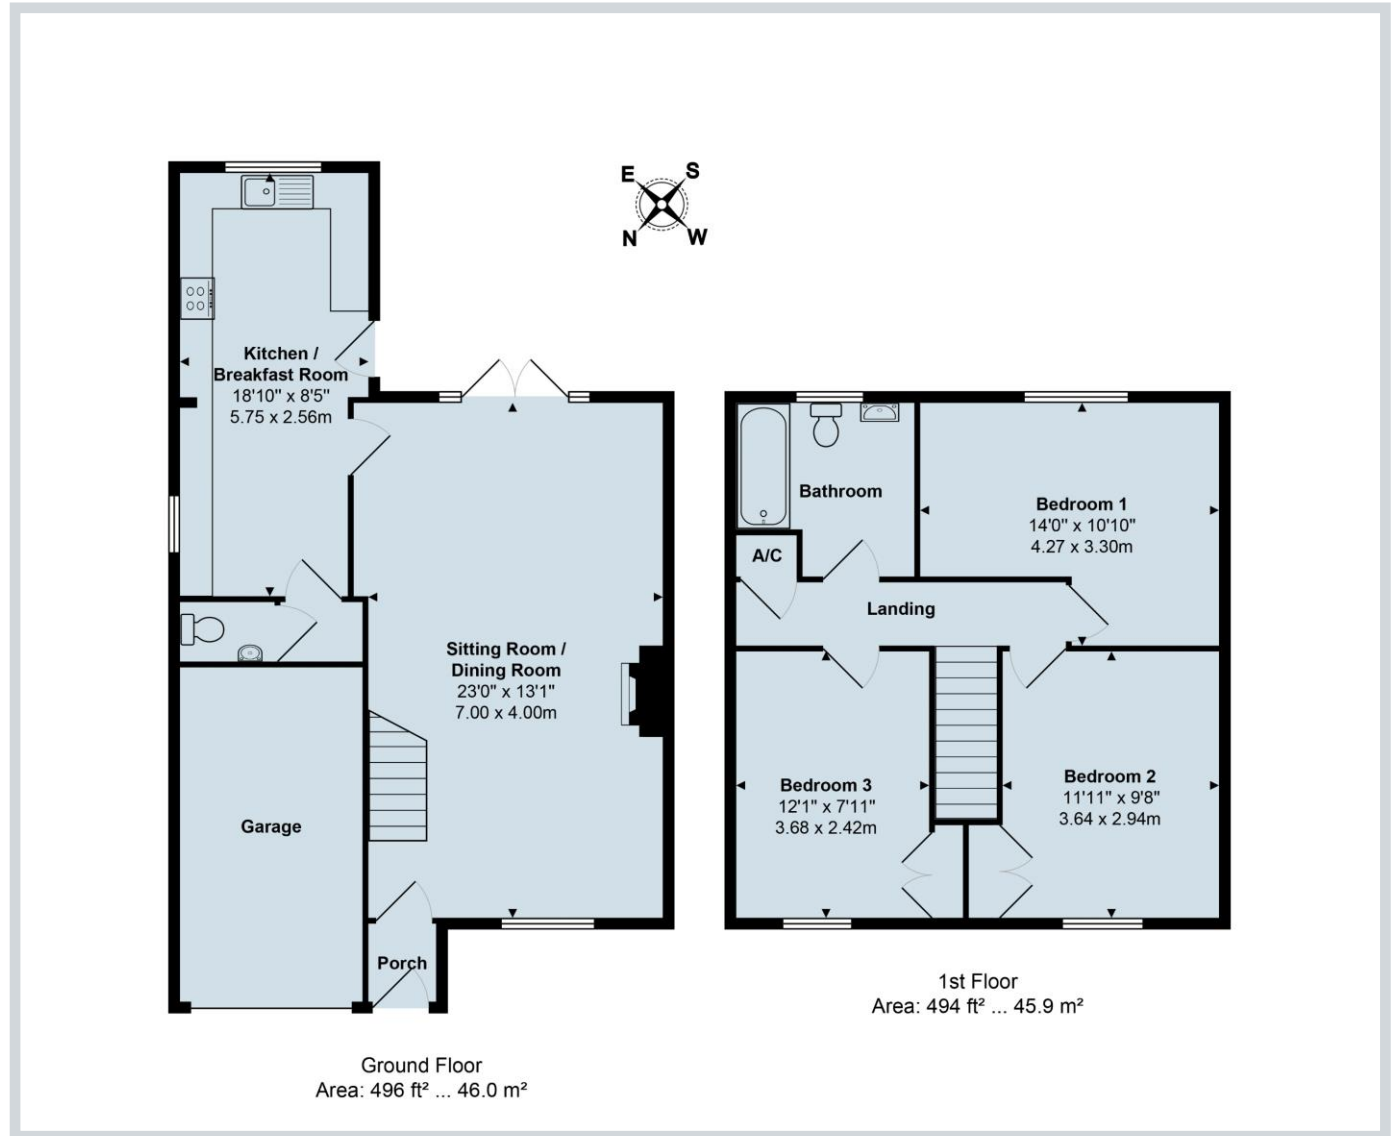 E S
N W
Kitchen /
Breakfast Room
18'10" x 8'5"
5.75 x 2.56m
Sitting Room /
Dining Room
23'0" x 13'1"
7.00 x 4.00m
Garage
Porch
Ground Floor
Area: 496 ft² ... 46.0 m²
Bathroom
A/C
Bedroom 1
14'0" x 10'10"
4.27 x 3.30m
Landing
Bedroom 3
12'1" x 7'11"
3.68 x 2.42m
Bedroom 2
11'11" x 9'8"
3.64 x 2.94m
1st Floor
Area: 494 ft² ... 45.9 m²